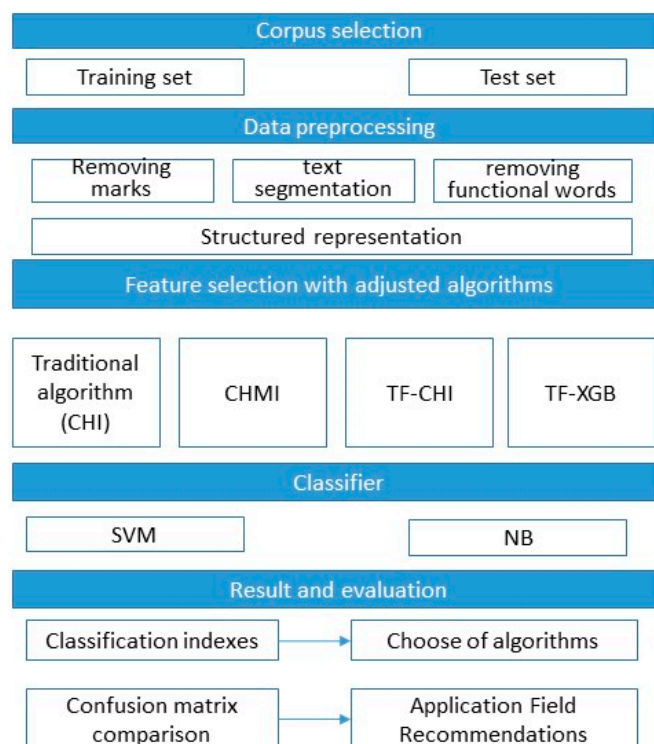 Corpus selection
Training set
Test set
Data preprocessing
Removing
marks
text
segmentation
removing
functional words
Structured representation
Feature selection with adjusted algorithms
Traditional
algorithm
(CHI)
CHMI
TF-CHI
TF-XGB
Classifier
SVM
NB
Result and evaluation
Classification indexes
Choose of algorithms
Confusion matrix
comparison
Application Field
Recommendations